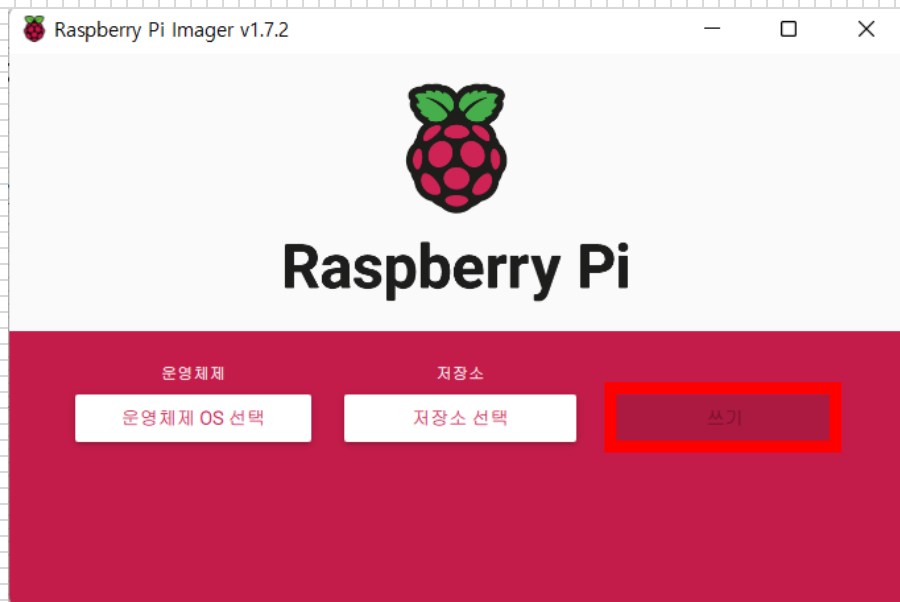 Raspberry Pi Imager v1.7.2
Raspberry Pi
운영체제
저장소
운영체제 OS 선택
저장소 선택
쓰기